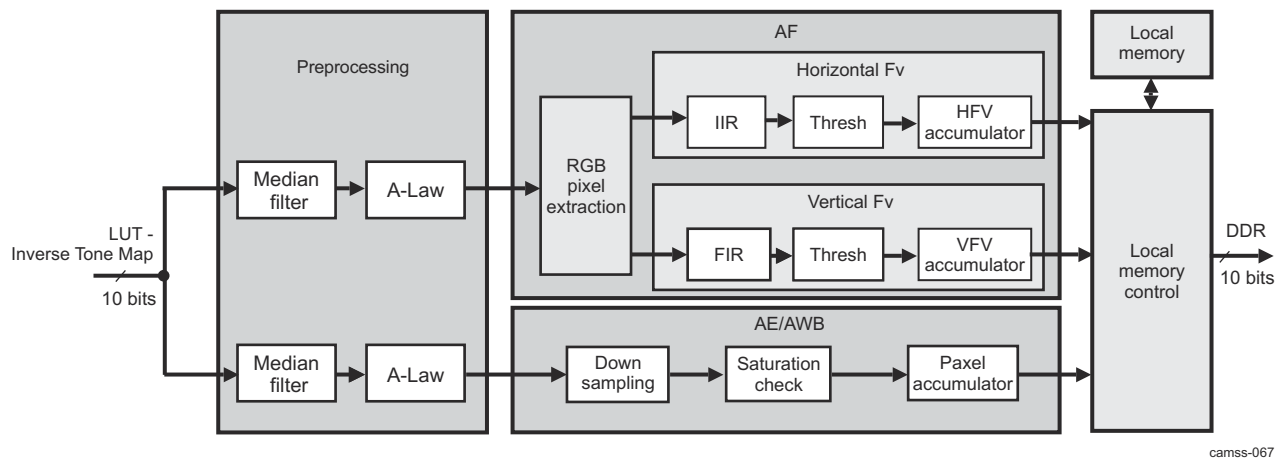 AF
Local
memory
Preprocessing
Horizontal Fv
IIR
Thresh
HFV
accumulator
RGB
pixel
extraction
Median
filter
A-Law
Vertical Fv
LUT -
Inverse Tone Map
10 bits
FIR
Thresh
VFV
accumulator
Local
memory
control
DDR
10 bits
AE/AWB
Median
filter
A-Law
Down
sampling
Saturation
check
Paxel
accumulator
camss-067